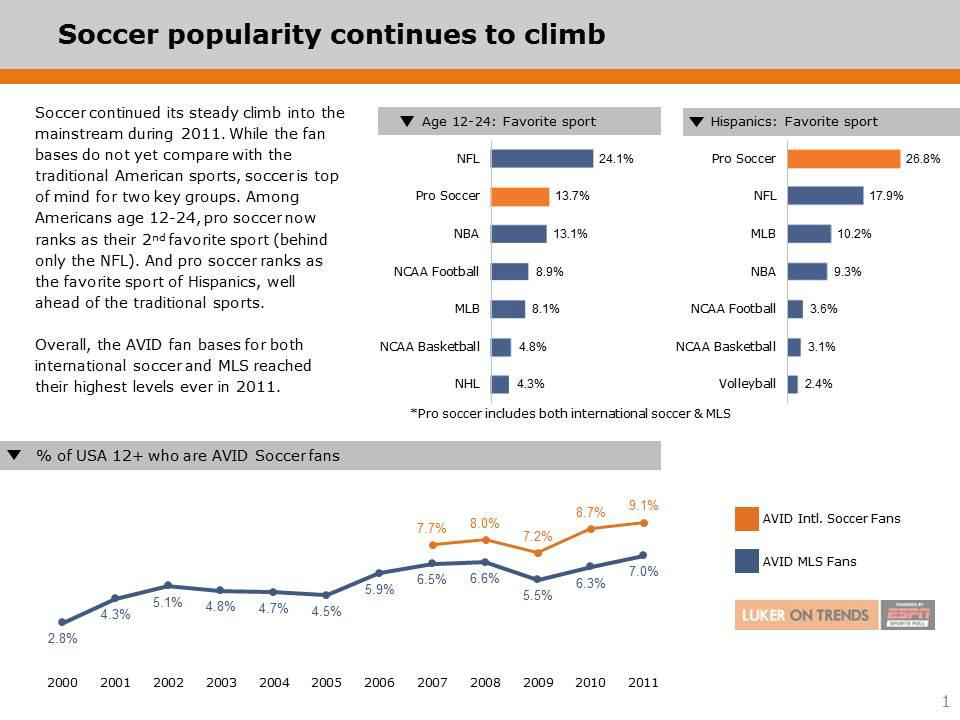 Soccer popularity continues to climb
Soccer continued its steady climb into the
mainstream during 2011. While the fan
bases do not yet compare with the
traditional American sports, soccer is top
of mind for two key groups. Among
Americans age 12-24, pro soccer now
ranks as their 2nd favorite sport (behind
only the NFL). And pro soccer ranks as
the favorite sport of Hispanics, well
ahead of the traditional sports.
Overall, the AVID fan bases for both
international soccer and MLS reached
their highest levels ever in 2011.
Age 12-24: Favorite sport
NFL 24.1%
Pro Soccer 13.7%
NBA 13.1%
NCAA Football 8.9%
MLB 8.1%
NCAA Basketball 4.8%
NHL 4.3%
Hispanics: Favorite sport
Pro Soccer 26.8%
NFL 17.9%
MLB 10.2%
NBA 9.3%
NCAA Football 3.6%
NCAA Basketball 3.1%
Volleyball 2.4%
*Pro soccer includes both international soccer & MLS
% of USA 12+ who are AVID Soccer fans
7.7% 8.0% 7.2% 8.7% 9.1%
2.8% 4.3% 5.1% 4.8% 4.7% 4.5% 5.9% 6.5% 6.6% 5.5% 6.3% 7.0%
2000 2001 2002 2003 2004 2005 2006 2007 2008 2009 2010 2011
AVID Intl. Soccer Fans
AVID MLS Fans
LUKER ON TRENDS
POWERED BY
ESPN
SPORTS POLL
1